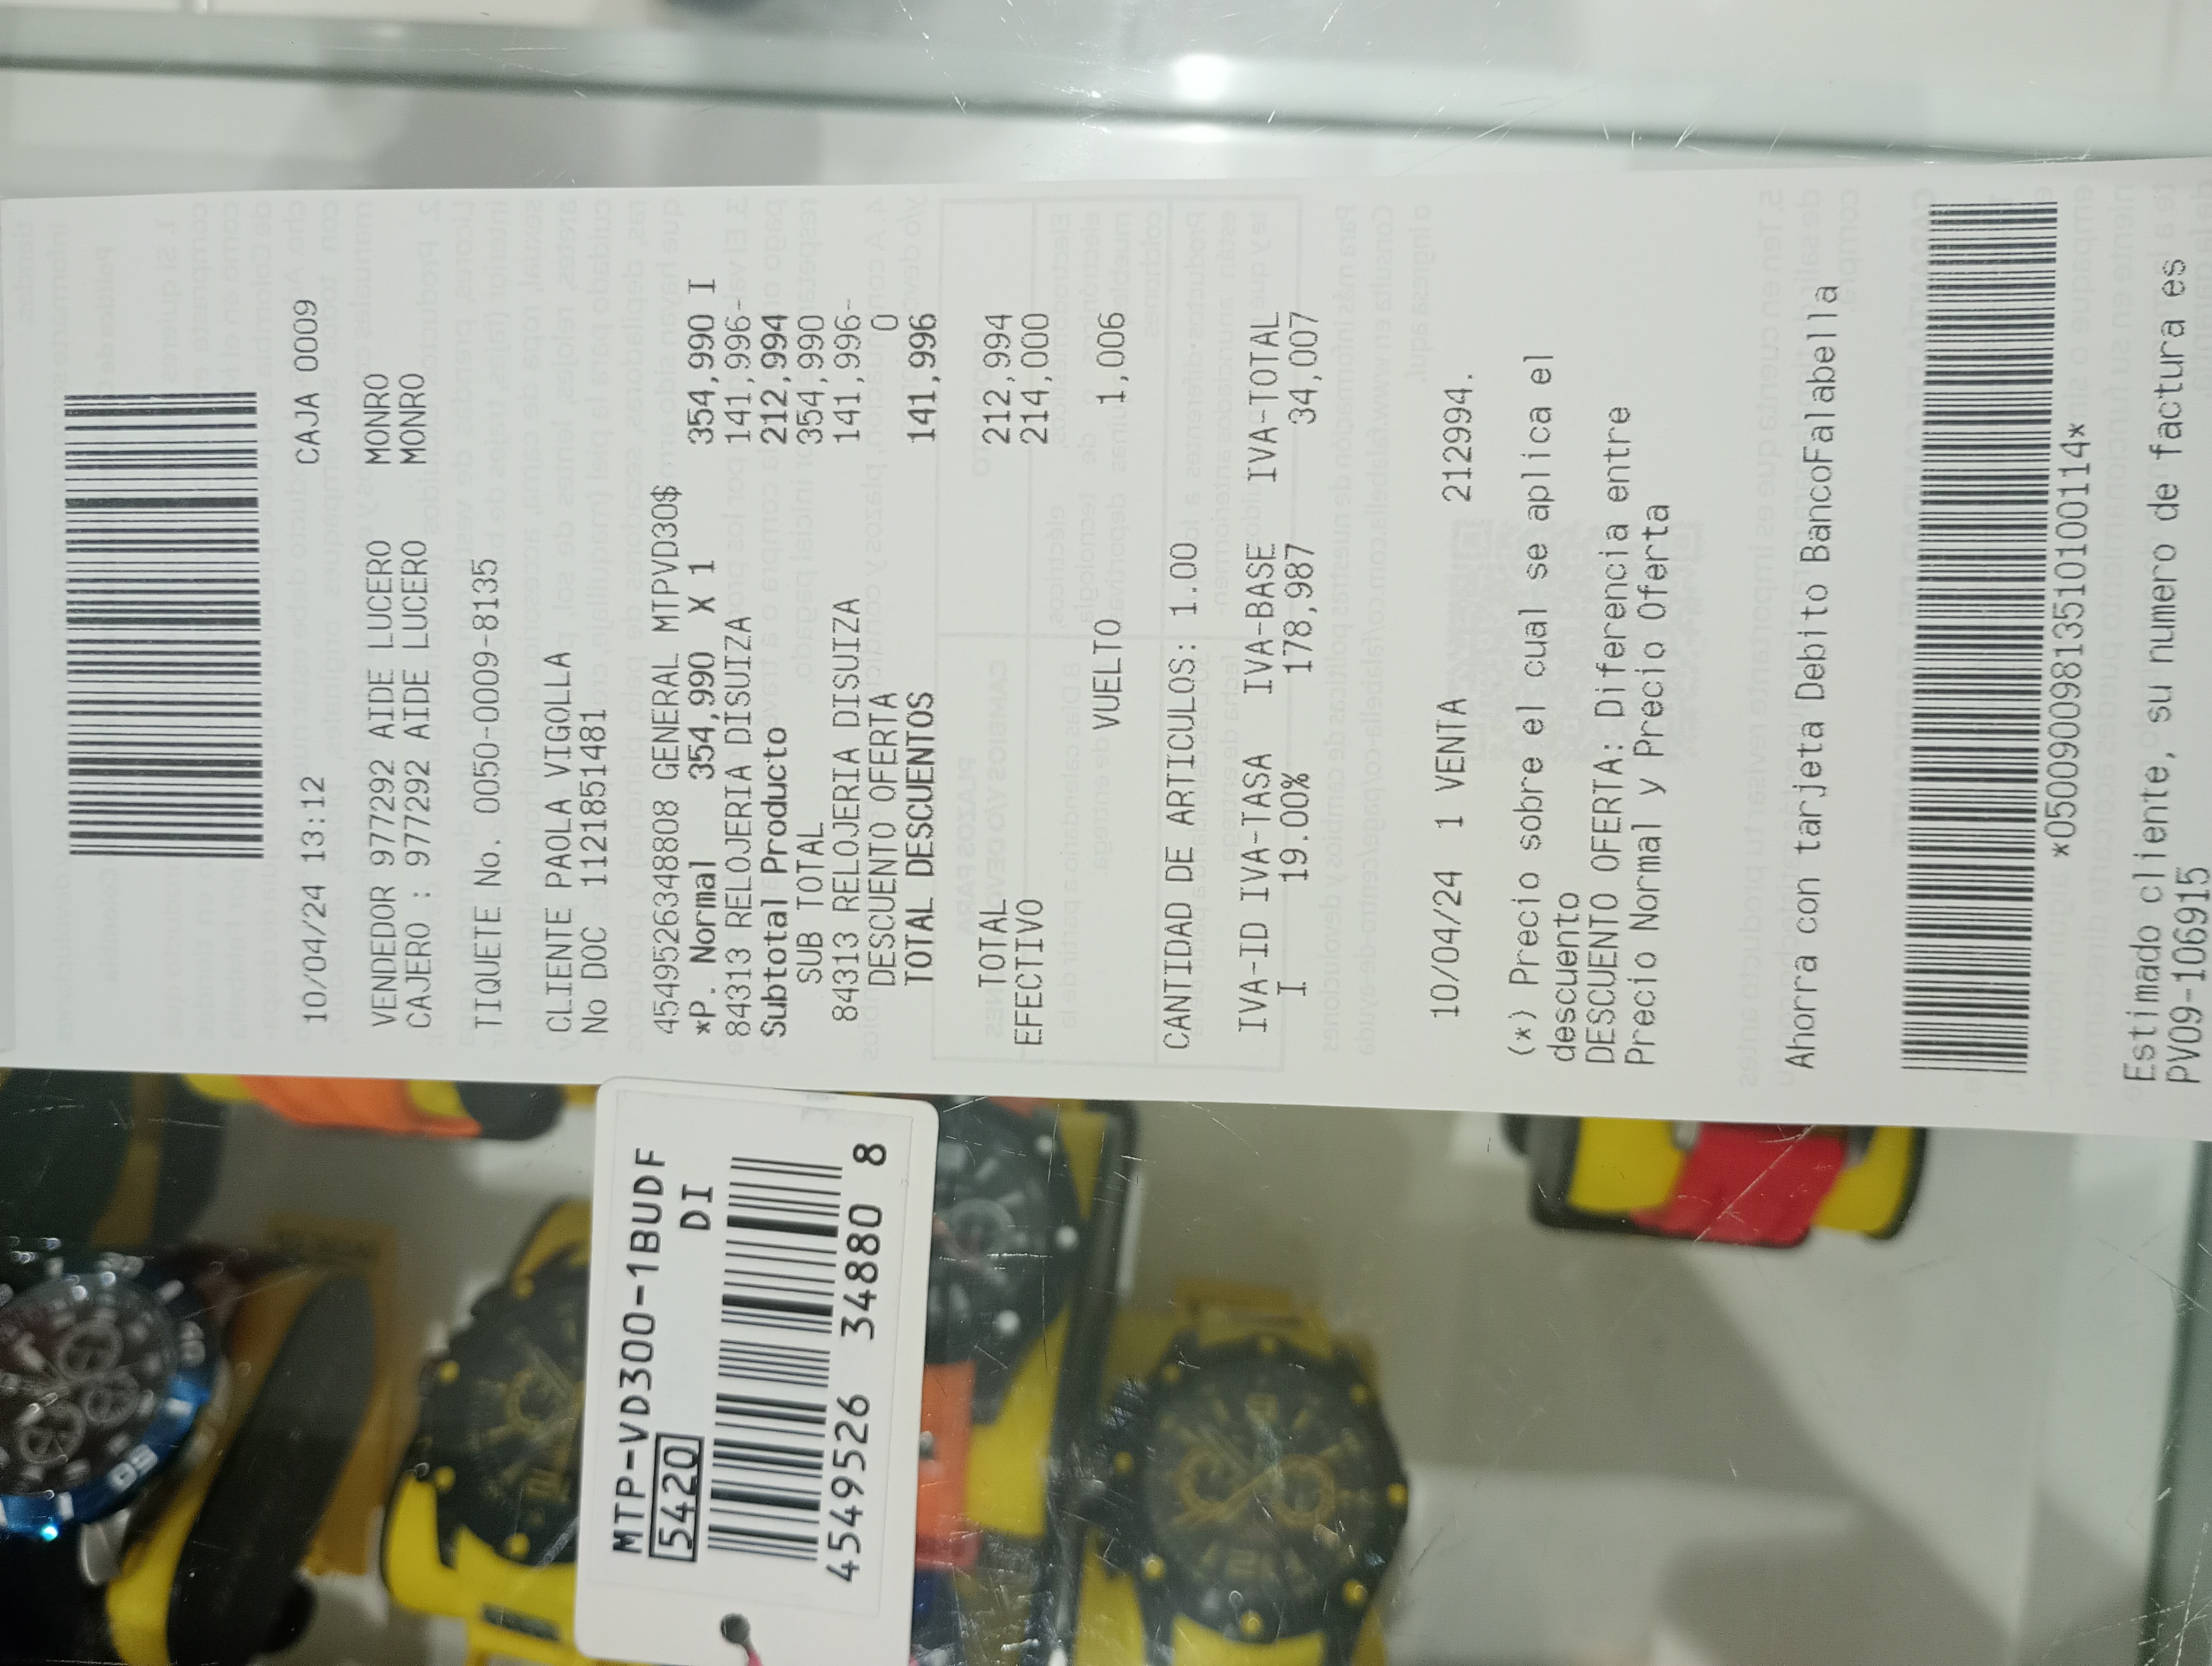 10/04/24 13:12 CAJA 0009
VENDEDOR 977292 AIDE LUCERO MONRO
CAJERO : 977292 AIDE LUCERO MONRO
TIQUETE No. 0050-0009-8135
CLIENTE PAOLA VIGOLLA
No DOC 1121851481
4549526348808 GENERAL MTPVD30$
*P. Normal 354,990 X 1 354,990 I
84313 RELOJERIA DISUIZA 141,996-
Subtotal Producto 212,994
SUB TOTAL 354,990
84313 RELOJERIA DISUIZA 141,996-
DESCUENTO OFERTA 0
TOTAL DESCUENTOS 141,996
TOTAL 212,994
EFECTIVO 214,000
VUELTO 1,006
CANTIDAD DE ARTICULOS: 1.00
IVA-ID IVA-TASA IVA-BASE IVA-TOTAL
I 19.00% 178,987 34,007
10/04/24 1 VENTA 212994.
(*) Precio sobre el cual se aplica el
descuento
DESCUENTO OFERTA: Diferencia entre
Precio Normal y Precio Oferta
Ahorra con tarjeta Debito BancoFalabella
*05009009813510100114*
Estimado cliente, su numero de factura es
PV09-106915
MTP-VD300-1BUDF
5420 DI
4549526 34880 8